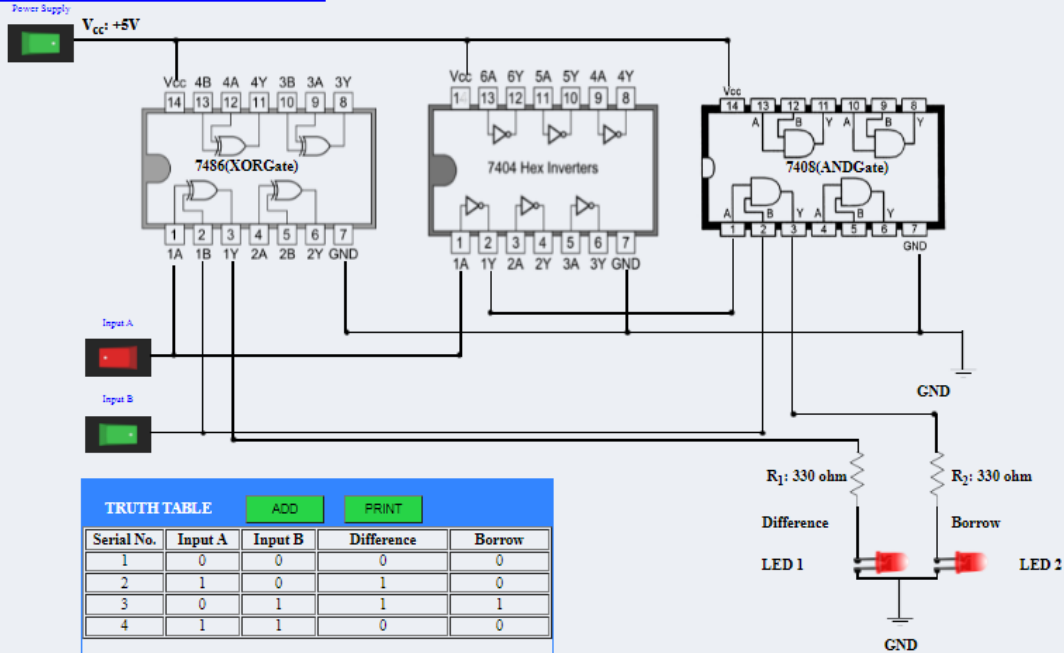 Power Supply
Vcc: +5V
Vcc 4B 4A 4Y 3B 3A 3Y
14 13 12 11 10 9 8
7486(XORGate)
1 2 3 4 5 6 7
1A 1B 1Y 2A 2B 2Y GND
Vcc 6A 6Y 5A 5Y 4A 4Y
14 13 12 11 10 9 8
7404 Hex Inverters
1 2 3 4 5 6 7
1A 1Y 2A 2Y 3A 3Y GND
Vcc
14 13 12 11 10 9 8
A B Y A B Y
7408(ANDGate)
A B Y A B Y
1 2 3 4 5 6 7
GND
Input A
Input B
GND
R1: 330 ohm
R2: 330 ohm
Difference
Borrow
LED 1
LED 2
GND
TRUTH TABLE ADD PRINT
Serial No. Input A Input B Difference Borrow
1 0 0 0 0
2 1 0 1 0
3 0 1 1 1
4 1 1 0 0